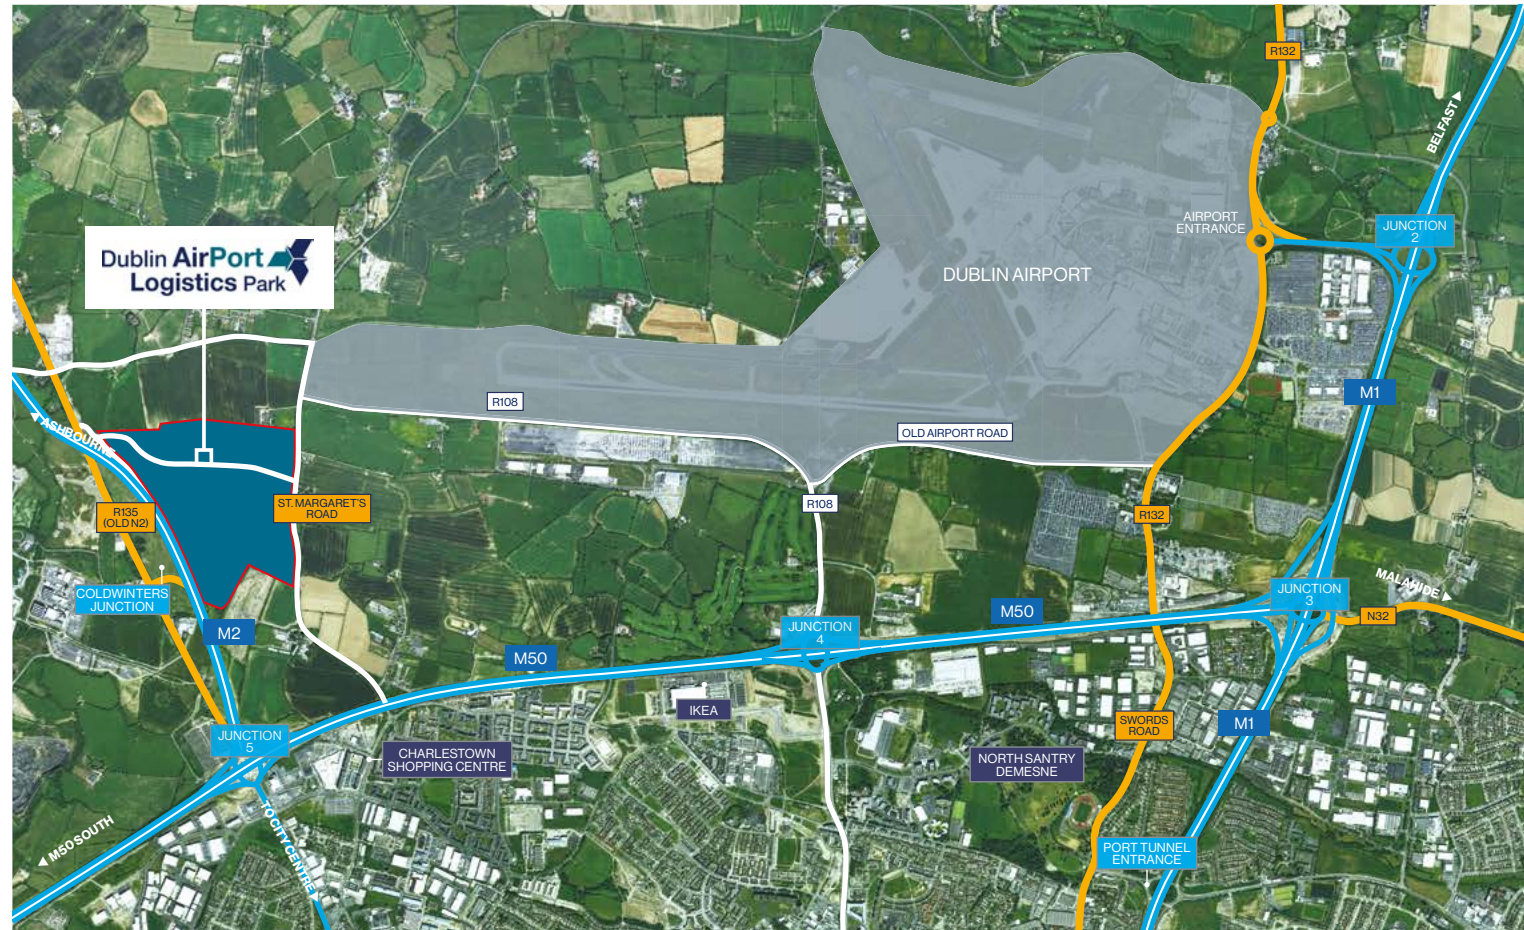 R132
BELFAST
AIRPORT
ENTRANCE
JUNCTION
2
Dublin AirPort
Logistics Park
DUBLIN AIRPORT
M1
R108
OLD AIRPORT ROAD
ASHBOURNE
R135
(OLD N2)
ST. MARGARET'S
ROAD
R108
R132
COLDWINTERS
JUNCTION
MALAHIDE
JUNCTION
3
N32
M2
M50
JUNCTION
4
M50
IKEA
JUNCTION
5
CHARLESTOWN
SHOPPING CENTRE
SWORDS
ROAD
M1
NORTH SANTRY
DEMESNE
M50 SOUTH
TO CITY CENTRE
PORT TUNNEL
ENTRANCE